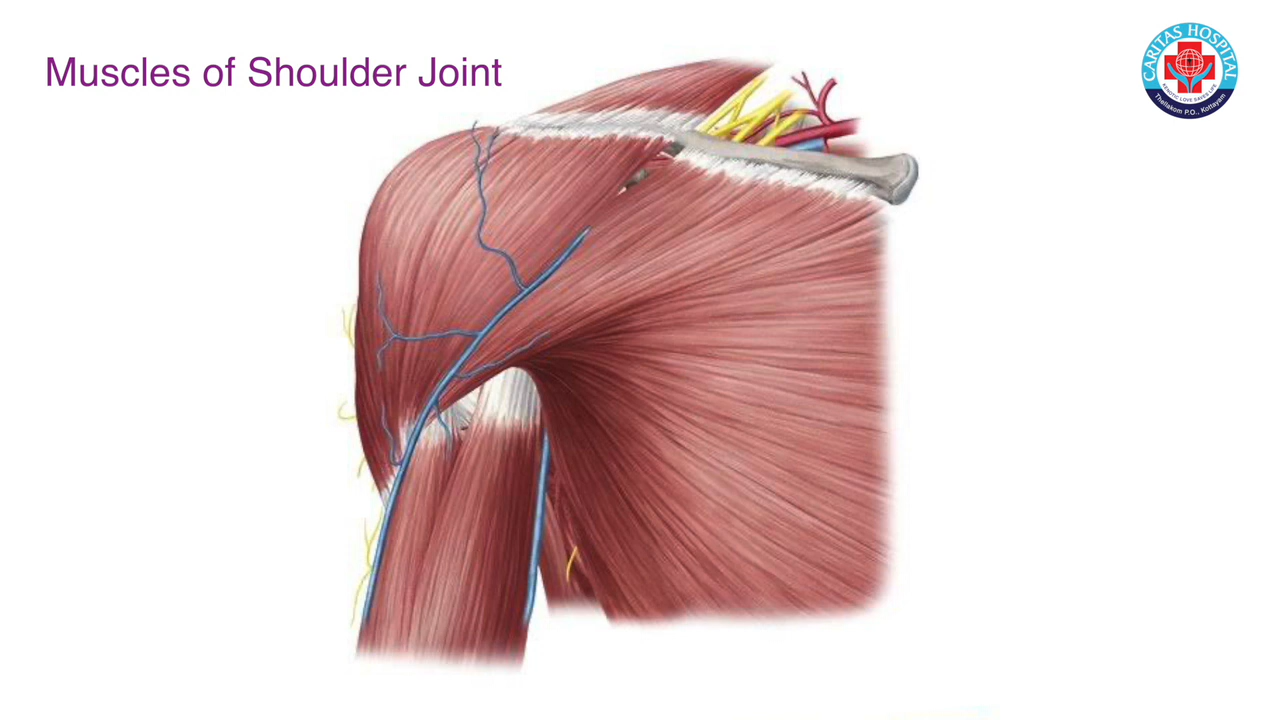 Muscles of Shoulder Joint
CARITAS HOSPITAL
Thellakom P.O., Kottayam